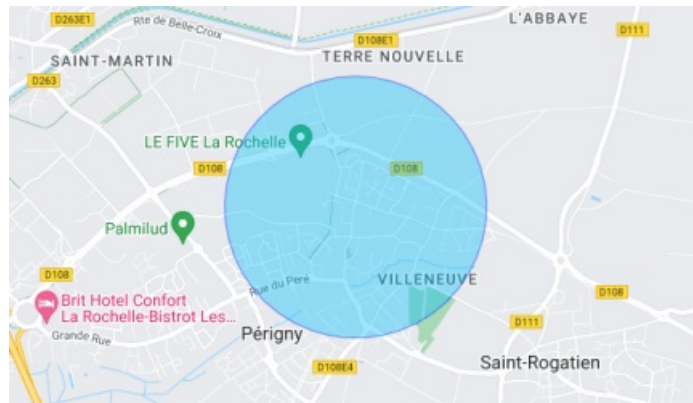 D263E1
Rte de Belle-Croix
L'ABBAYE
D111
D108E1
SAINT-MARTIN
TERRE NOUVELLE
D263
LE FIVE La Rochelle
D108
D108
Palmilud
D108
Rue du Peré
VILLENEUVE
D108
Brit Hotel Confort
La Rochelle-Bistrot Les...
Grande Rue
Périgny
D111
D108E4
Saint-Rogatien